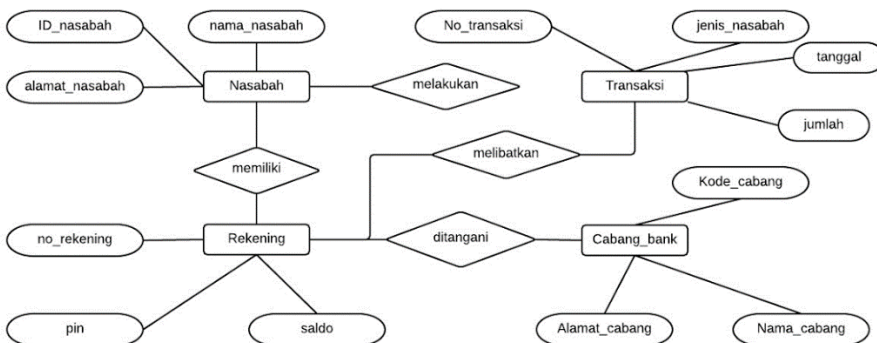 ID_nasabah
nama_nasabah
No_transaksi
jenis_nasabah
tanggal
alamat_nasabah
Nasabah
melakukan
Transaksi
jumlah
melibatkan
memiliki
Kode_cabang
no_rekening
Rekening
ditangani
Cabang_bank
pin
saldo
Alamat_cabang
Nama_cabang